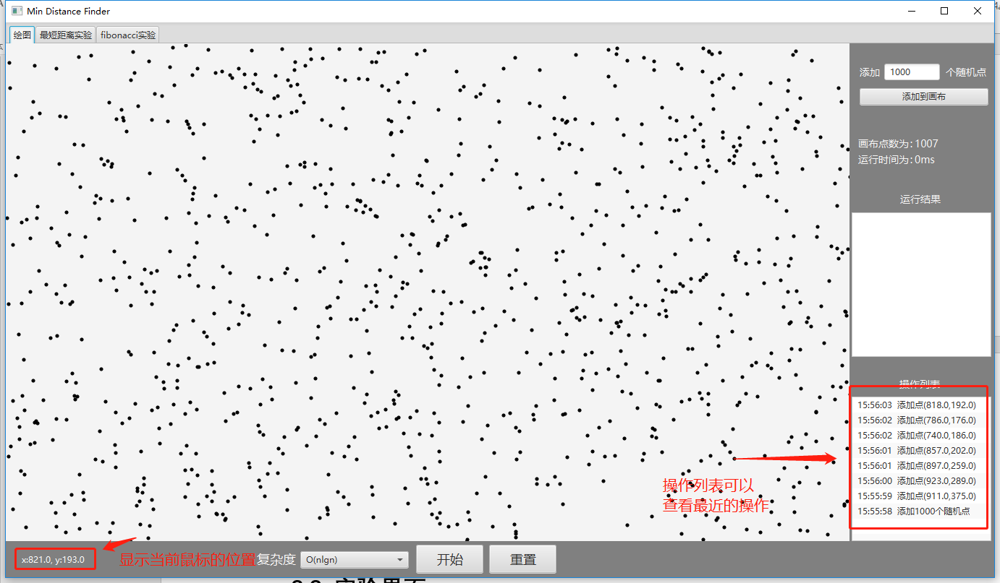 Min Distance Finder
绘图 最短距离实验 fibonacci实验
添加 1000 个随机点
添加到画布
画布点数为:1007
运行时间为:0ms
运行结果
操作列表
15:56:03 添加点(818.0,192.0)
15:56:02 添加点(786.0,176.0)
15:56:02 添加点(740.0,186.0)
15:56:01 添加点(857.0,202.0)
15:56:01 添加点(897.0,259.0)
15:56:00 添加点(923.0,289.0)
15:55:59 添加点(911.0,375.0)
15:55:58 添加1000个随机点
操作列表可以
查看最近的操作
x:821.0, y:193.0 显示当前鼠标的位置 复杂度 O(nlgn) 开始 重置